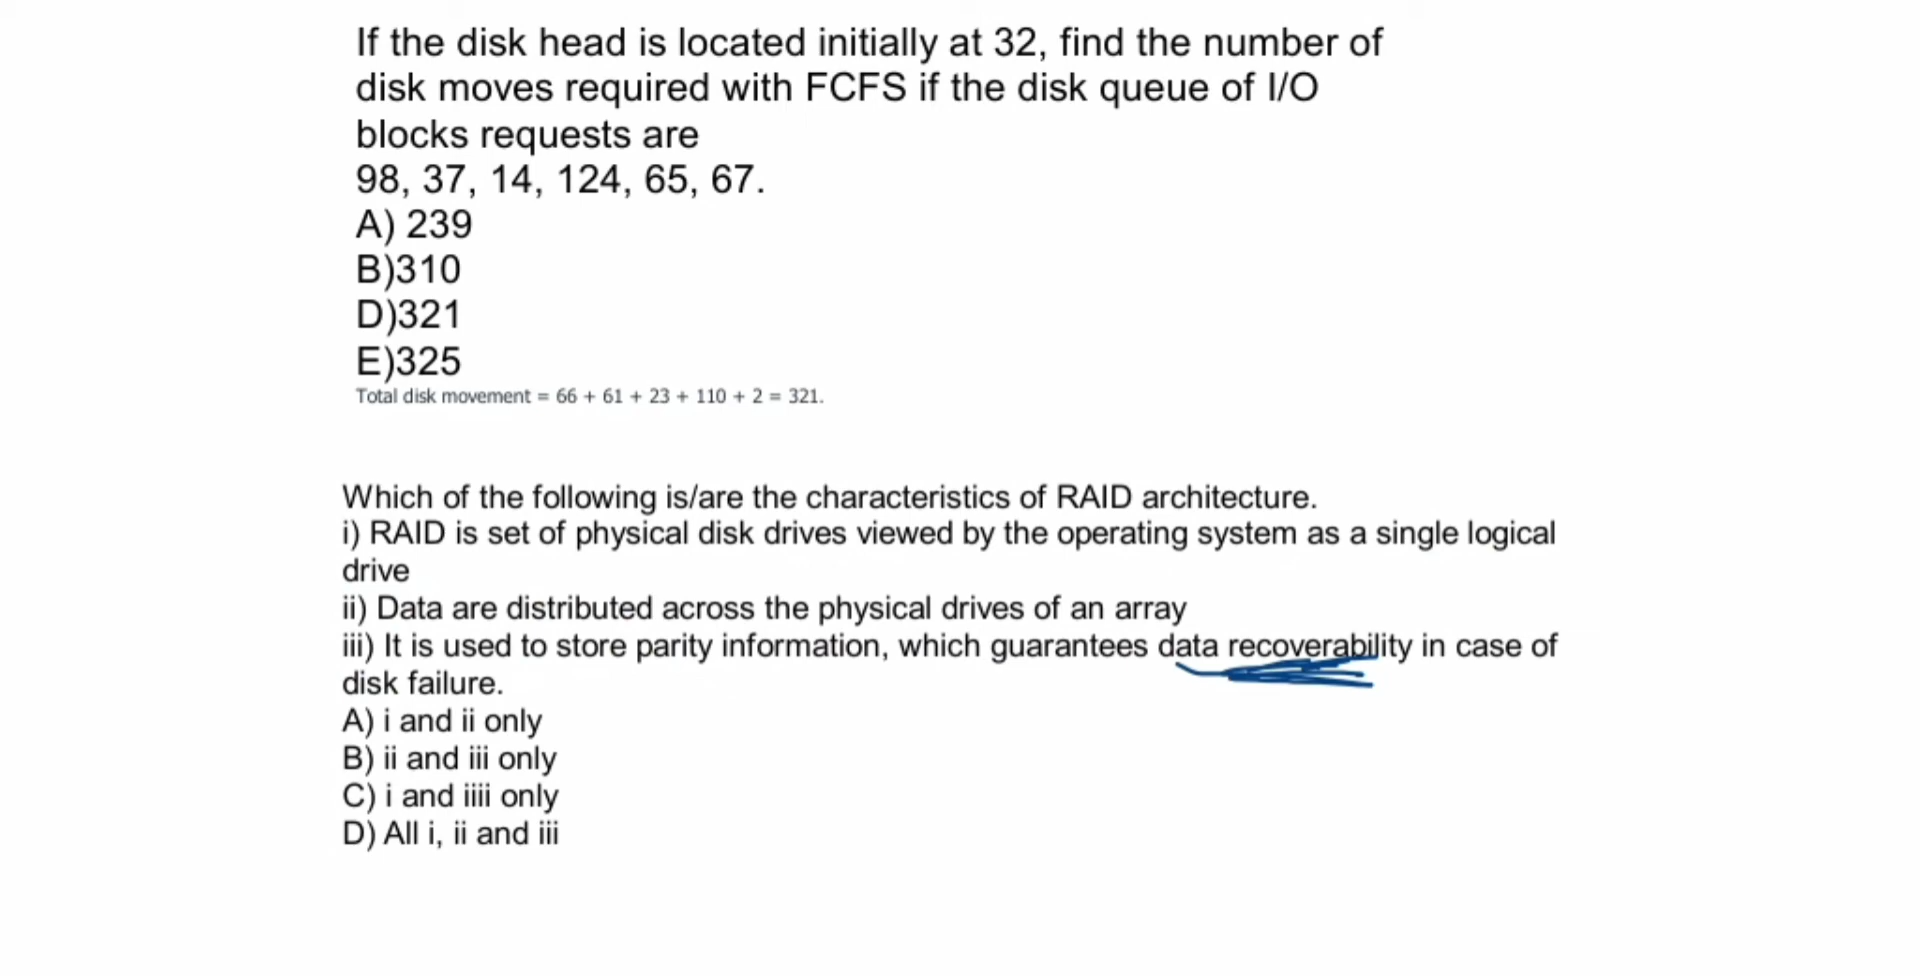 If the disk head is located initially at 32, find the number of
disk moves required with FCFS if the disk queue of I/O
blocks requests are
98, 37, 14, 124, 65, 67.
A) 239
B)310
D)321
E)325
Total disk movement = 66 + 61 + 23 + 110 + 2 = 321.
Which of the following is/are the characteristics of RAID architecture.
i) RAID is set of physical disk drives viewed by the operating system as a single logical
drive
ii) Data are distributed across the physical drives of an array
iii) It is used to store parity information, which guarantees data recoverability in case of
disk failure.
A) i and ii only
B) ii and iii only
C) i and iiii only
D) All i, ii and iii